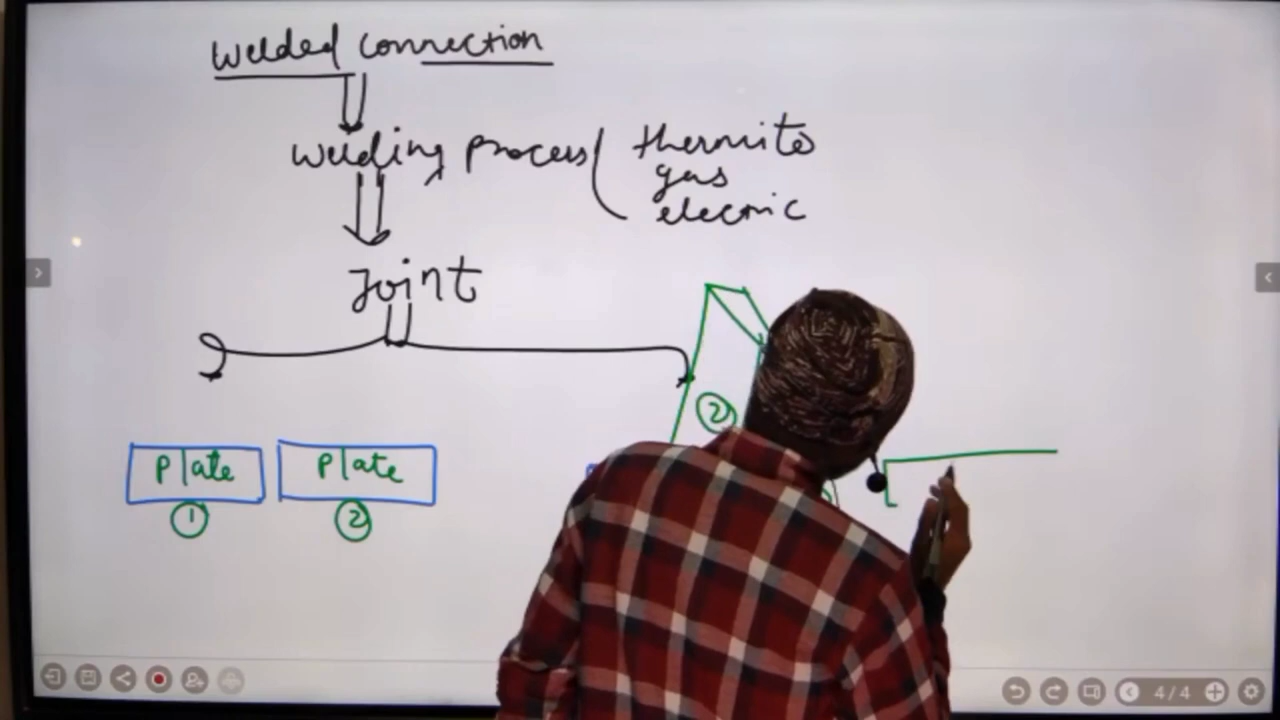 Welded connection
Welding process
thermite
gas
electric
Joint
Plate
Plate
1
2
2
4/4